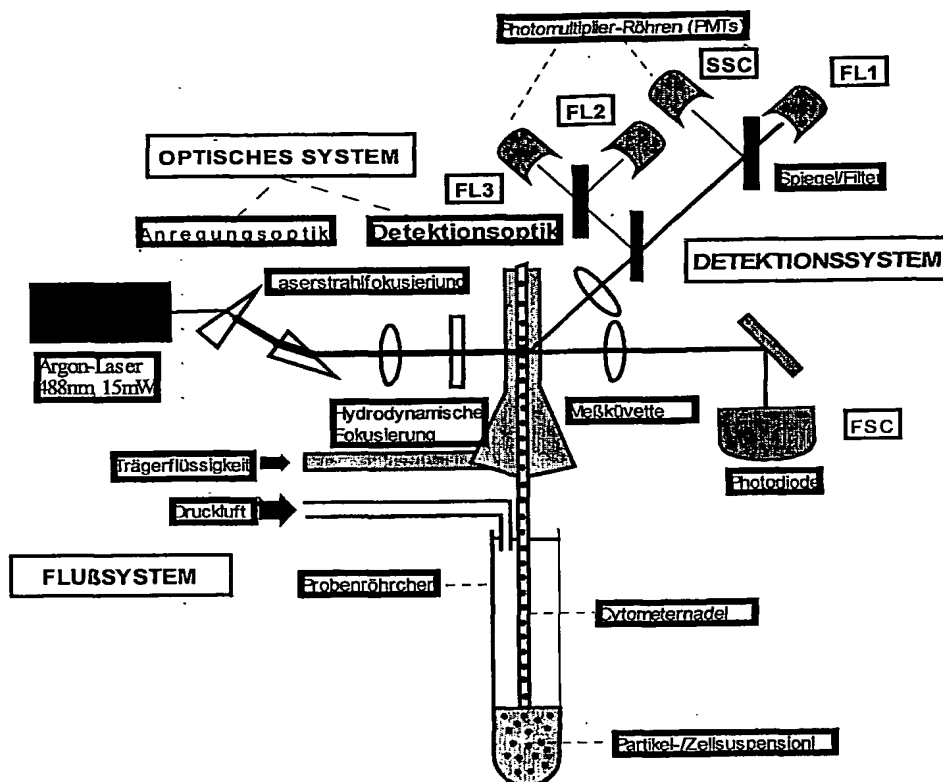 Photomultiplier-Röhren (PMTs)
SSC
FL1
FL2
OPTISCHES SYSTEM
FL3
Spiegel/Filter
Anregungsoptik
Detektionsoptik
DETEKTIONSSYSTEM
Laserstrahlfokusierung
Argon-Laser
488nm, 15mW
Hydrodynamische
Fokusierung
Meßküvette
FSC
Trägerflüssigkeit
Photodiode
Druckluft
FLUßSYSTEM
Probenröhrchen
Cytometernadel
Partikel-/Zellsuspension